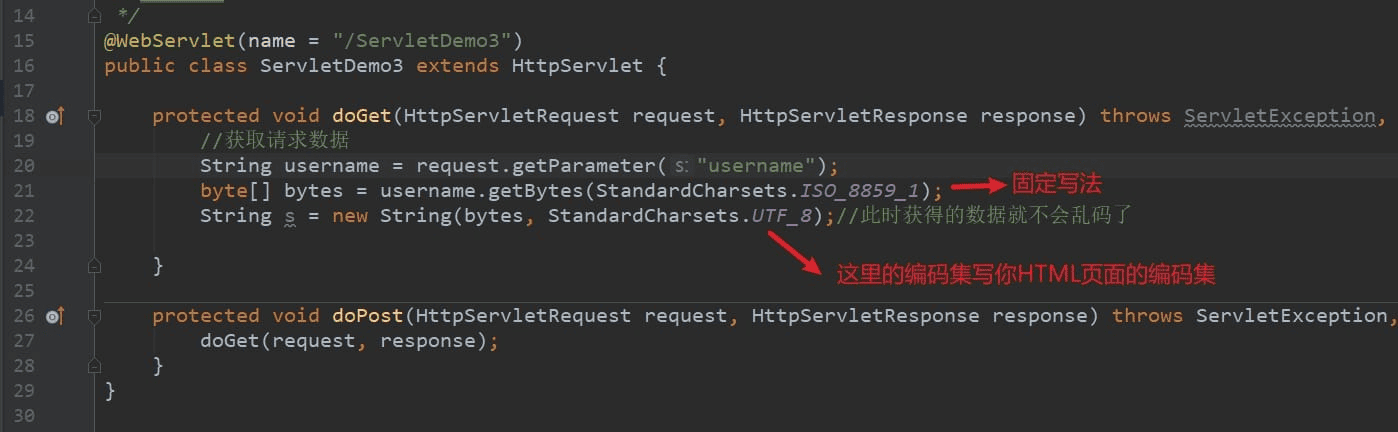 14 */
15 @WebServlet(name = "/ServletDemo3")
16 public class ServletDemo3 extends HttpServlet {
17
18 protected void doGet(HttpServletRequest request, HttpServletResponse response) throws ServletException,
19 //获取请求数据
20 String username = request.getParameter( s: "username");
21 byte[] bytes = username.getBytes(StandardCharsets.ISO_8859_1); 固定写法
22 String s = new String(bytes, StandardCharsets.UTF_8);//此时获得的数据就不会乱码了
23
24 }
这里的编码集写你HTML页面的编码集
25
26 protected void doPost(HttpServletRequest request, HttpServletResponse response) throws ServletException,
27 doGet(request, response);
28 }
29 }
30